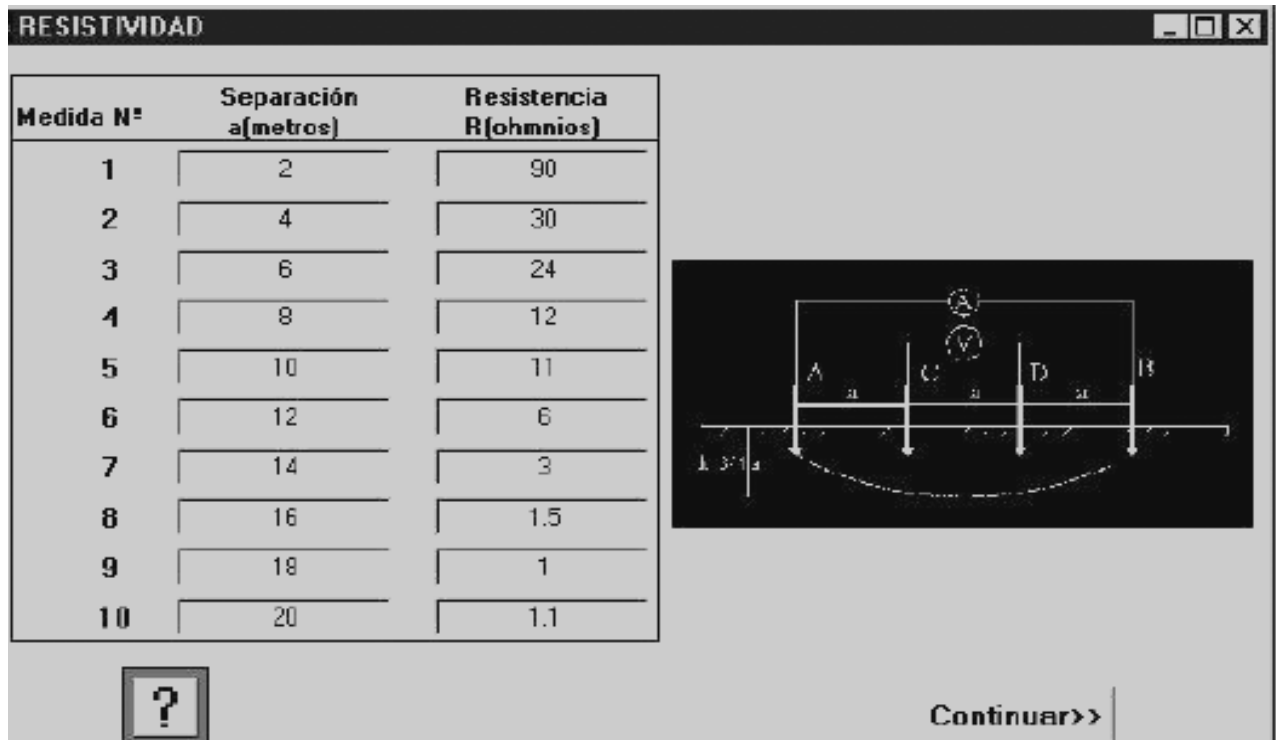 RESISTIVIDAD
Medida Nº Separación a(metros) Resistencia R(ohmnios)
1 2 90
2 4 30
3 6 24
4 8 12
5 10 11
6 12 6
7 14 3
8 16 1.5
9 18 1
10 20 1.1
A
V
A C D B
a a a
?
Continuar>>